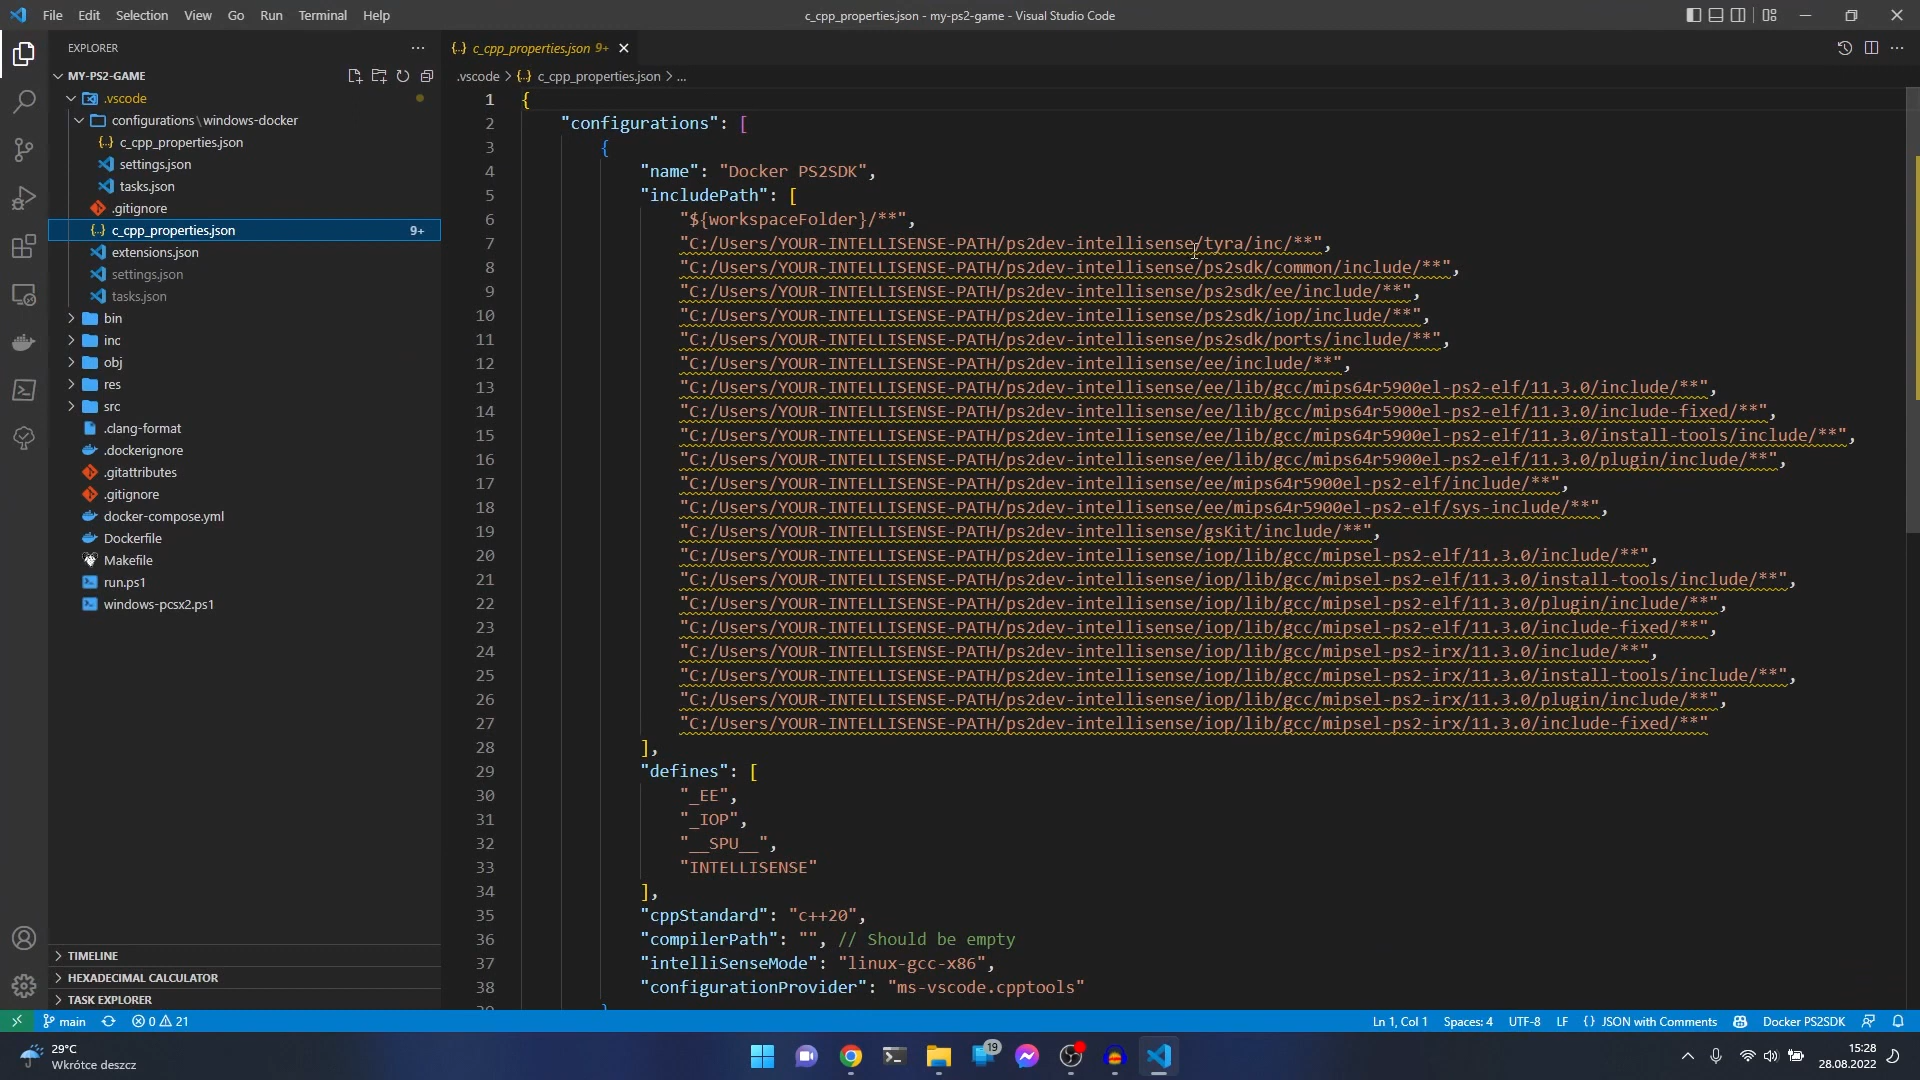 File Edit Selection View Go Run Terminal Help
c_cpp_properties.json - my-ps2-game - Visual Studio Code
EXPLORER
MY-PS2-GAME
.vscode
configurations\windows-docker
c_cpp_properties.json
settings.json
tasks.json
.gitignore
c_cpp_properties.json 9+
extensions.json
settings.json
tasks.json
bin
inc
obj
res
src
.clang-format
.dockerignore
.gitattributes
.gitignore
docker-compose.yml
Dockerfile
Makefile
run.ps1
windows-pcsx2.ps1
TIMELINE
HEXADECIMAL CALCULATOR
TASK EXPLORER
c_cpp_properties.json 9+
.vscode > c_cpp_properties.json > ...
1 {
2 "configurations": [
3 {
4 "name": "Docker PS2SDK",
5 "includePath": [
6 "${workspaceFolder}/**",
7 "C:/Users/YOUR-INTELLISENSE-PATH/ps2dev-intellisense/tyra/inc/**",
8 "C:/Users/YOUR-INTELLISENSE-PATH/ps2dev-intellisense/ps2sdk/common/include/**",
9 "C:/Users/YOUR-INTELLISENSE-PATH/ps2dev-intellisense/ps2sdk/ee/include/**",
10 "C:/Users/YOUR-INTELLISENSE-PATH/ps2dev-intellisense/ps2sdk/iop/include/**",
11 "C:/Users/YOUR-INTELLISENSE-PATH/ps2dev-intellisense/ps2sdk/ports/include/**",
12 "C:/Users/YOUR-INTELLISENSE-PATH/ps2dev-intellisense/ee/include/**",
13 "C:/Users/YOUR-INTELLISENSE-PATH/ps2dev-intellisense/ee/lib/gcc/mips64r5900el-ps2-elf/11.3.0/include/**",
14 "C:/Users/YOUR-INTELLISENSE-PATH/ps2dev-intellisense/ee/lib/gcc/mips64r5900el-ps2-elf/11.3.0/include-fixed/**",
15 "C:/Users/YOUR-INTELLISENSE-PATH/ps2dev-intellisense/ee/lib/gcc/mips64r5900el-ps2-elf/11.3.0/install-tools/include/**",
16 "C:/Users/YOUR-INTELLISENSE-PATH/ps2dev-intellisense/ee/lib/gcc/mips64r5900el-ps2-elf/11.3.0/plugin/include/**",
17 "C:/Users/YOUR-INTELLISENSE-PATH/ps2dev-intellisense/ee/mips64r5900el-ps2-elf/include/**",
18 "C:/Users/YOUR-INTELLISENSE-PATH/ps2dev-intellisense/ee/mips64r5900el-ps2-elf/sys-include/**",
19 "C:/Users/YOUR-INTELLISENSE-PATH/ps2dev-intellisense/gsKit/include/**",
20 "C:/Users/YOUR-INTELLISENSE-PATH/ps2dev-intellisense/iop/lib/gcc/mipsel-ps2-elf/11.3.0/include/**",
21 "C:/Users/YOUR-INTELLISENSE-PATH/ps2dev-intellisense/iop/lib/gcc/mipsel-ps2-elf/11.3.0/install-tools/include/**",
22 "C:/Users/YOUR-INTELLISENSE-PATH/ps2dev-intellisense/iop/lib/gcc/mipsel-ps2-elf/11.3.0/plugin/include/**",
23 "C:/Users/YOUR-INTELLISENSE-PATH/ps2dev-intellisense/iop/lib/gcc/mipsel-ps2-elf/11.3.0/include-fixed/**",
24 "C:/Users/YOUR-INTELLISENSE-PATH/ps2dev-intellisense/iop/lib/gcc/mipsel-ps2-irx/11.3.0/include/**",
25 "C:/Users/YOUR-INTELLISENSE-PATH/ps2dev-intellisense/iop/lib/gcc/mipsel-ps2-irx/11.3.0/install-tools/include/**",
26 "C:/Users/YOUR-INTELLISENSE-PATH/ps2dev-intellisense/iop/lib/gcc/mipsel-ps2-irx/11.3.0/plugin/include/**",
27 "C:/Users/YOUR-INTELLISENSE-PATH/ps2dev-intellisense/iop/lib/gcc/mipsel-ps2-irx/11.3.0/include-fixed/**"
28 ],
29 "defines": [
30 "_EE",
31 "_IOP",
32 "__SPU__",
33 "INTELLISENSE"
34 ],
35 "cppStandard": "c++20",
36 "compilerPath": "", // Should be empty
37 "intelliSenseMode": "linux-gcc-x86",
38 "configurationProvider": "ms-vscode.cpptools"
main 0 21 Ln 1, Col 1 Spaces: 4 UTF-8 LF {} JSON with Comments Docker PS2SDK
29°C
Wkrótce deszcz
19
15:28
28.08.2022